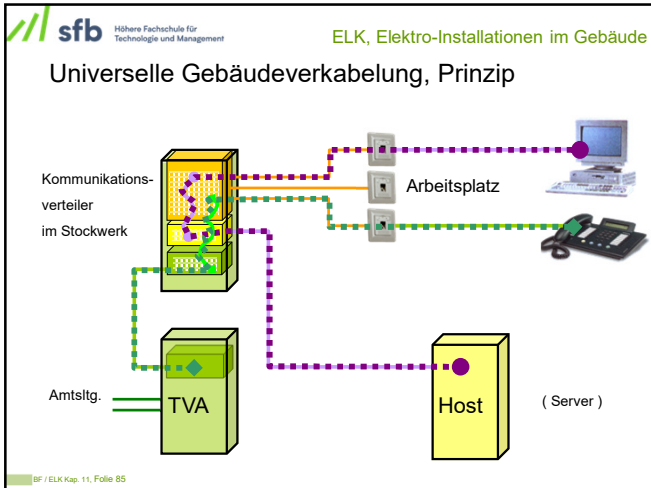 sfb Höhere Fachschule für
Technologie und Management
ELK, Elektro-Installationen im Gebäude
Universelle Gebäudeverkabelung, Prinzip
Kommunikations-
verteiler
im Stockwerk
Arbeitsplatz
Amtsltg.
TVA
Host
( Server )
BF / ELK Kap. 11, Folie 85